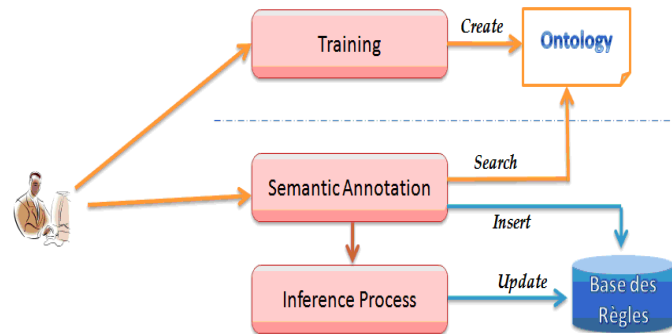 Training
Create
Ontology
Search
Semantic Annotation
Insert
Inference Process
Update
Base des
Règles